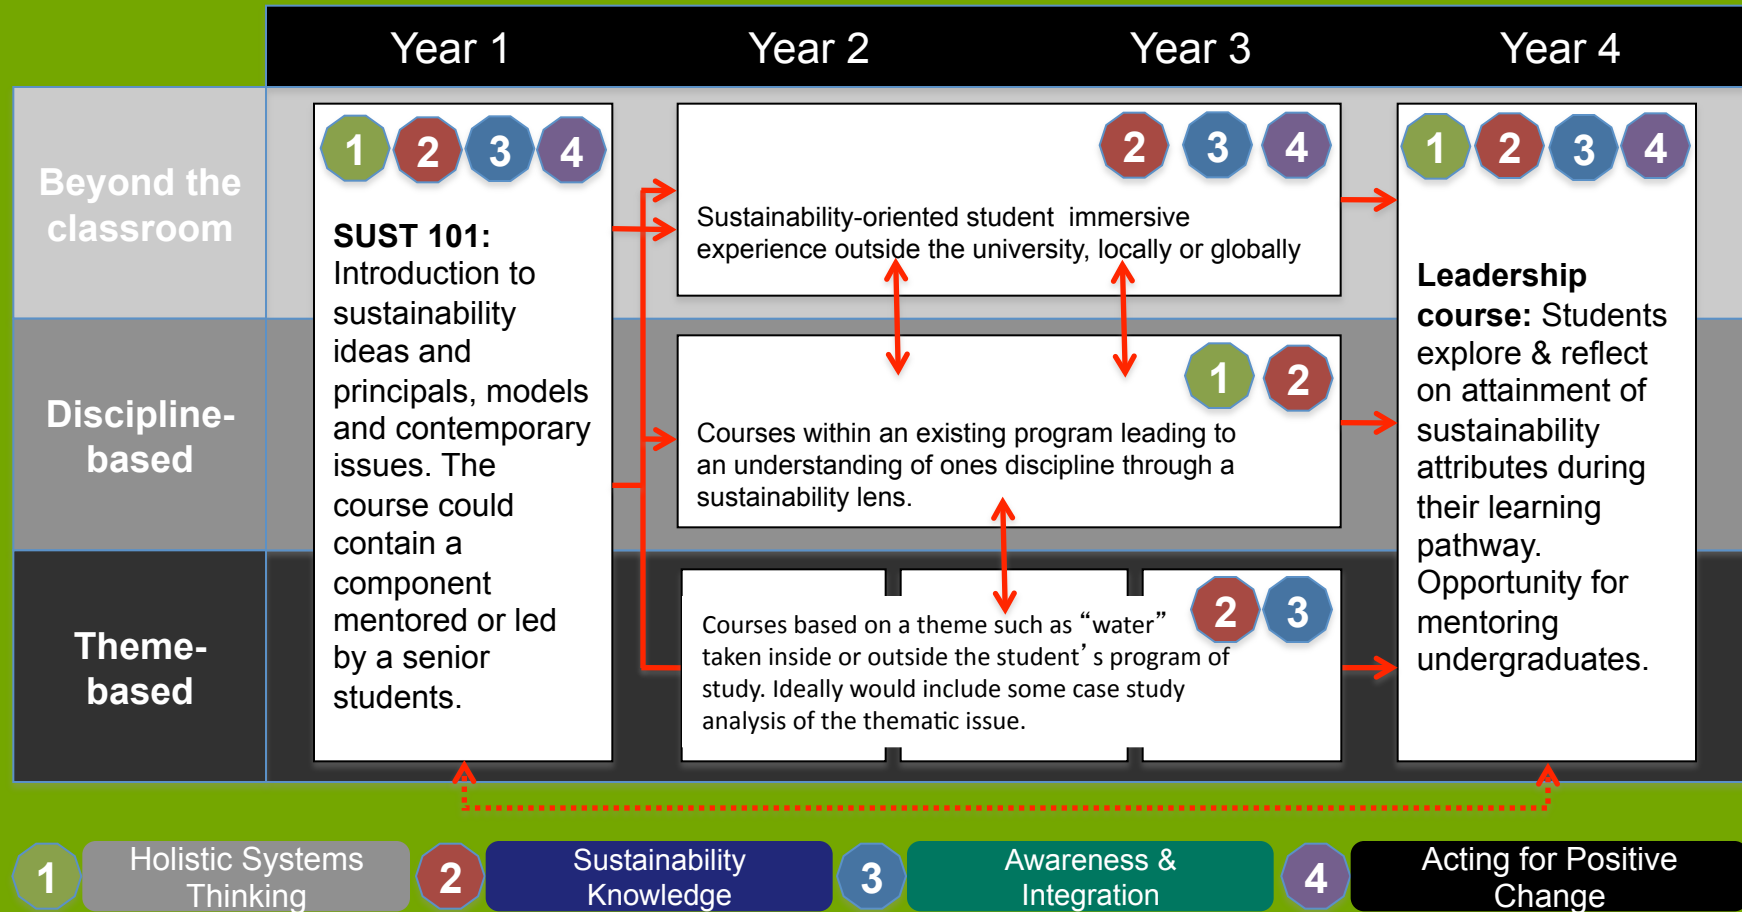 Year 1
Year 2
Year 3
Year 4
Beyond the
classroom
1 2 3 4
SUST 101:
Introduction to
sustainability
ideas and
principals, models
and contemporary
issues. The
course could
contain a
component
mentored or led
by a senior
students.
2 3 4
Sustainability-oriented student immersive
experience outside the university, locally or globally
1 2 3 4
Leadership
course: Students
explore & reflect
on attainment of
sustainability
attributes during
their learning
pathway.
Opportunity for
mentoring
undergraduates.
Discipline-
based
1 2
Courses within an existing program leading to
an understanding of ones discipline through a
sustainability lens.
Theme-
based
2 3
Courses based on a theme such as “water”
taken inside or outside the student’s program of
study. Ideally would include some case study
analysis of the thematic issue.
1
Holistic Systems
Thinking
2
Sustainability
Knowledge
3
Awareness &
Integration
4
Acting for Positive
Change